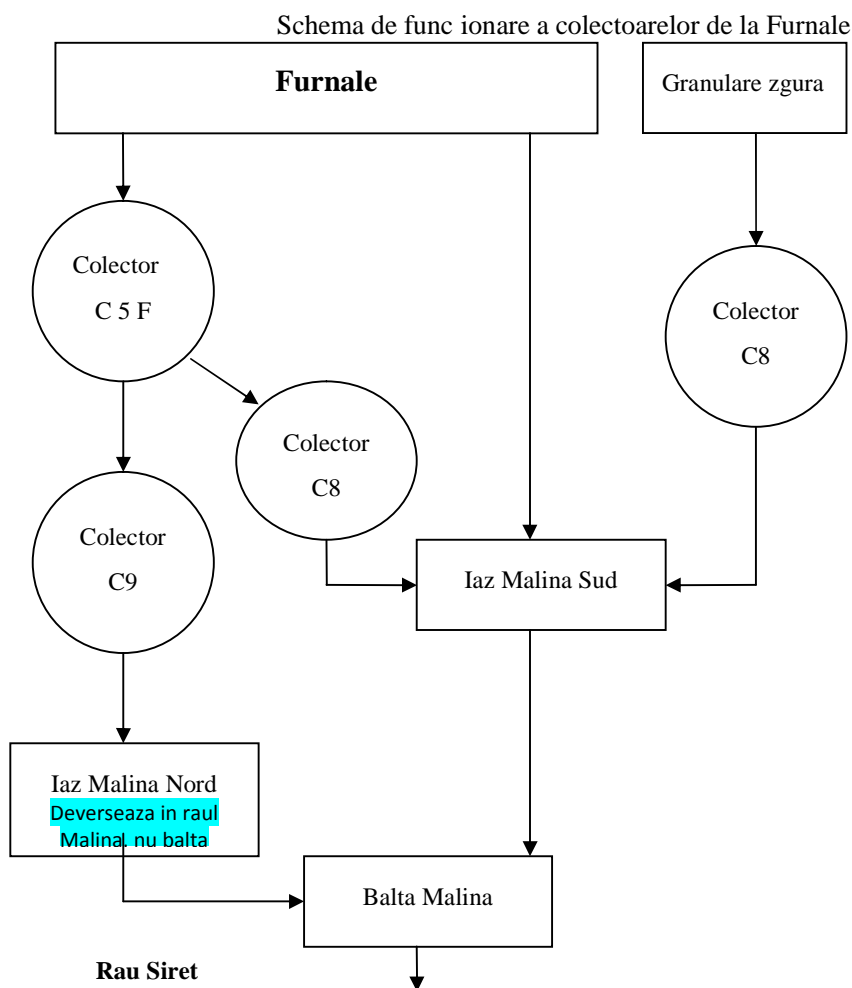 Schema de func ionare a colectoarelor de la Furnale
Furnale
Granulare zgura
Colector
C 5 F
Colector
C8
Colector
C8
Colector
C9
Iaz Malina Sud
Iaz Malina Nord
Deverseaza in raul
Malina. nu balta
Balta Malina
Rau Siret